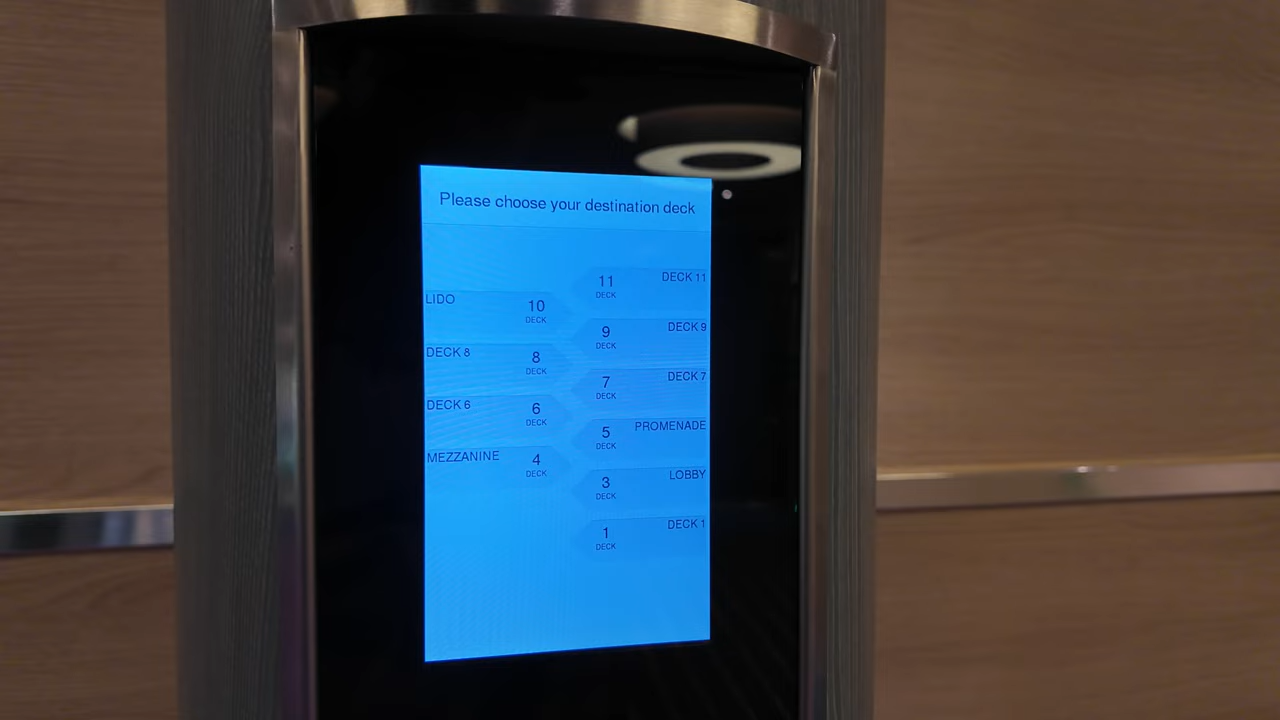 Please choose your destination deck
11
DECK
DECK 11
LIDO
10
DECK
9
DECK
DECK 9
DECK 8
8
DECK
7
DECK
DECK 7
DECK 6
6
DECK
5
DECK
PROMENADE
MEZZANINE
4
DECK
3
DECK
LOBBY
1
DECK
DECK 1